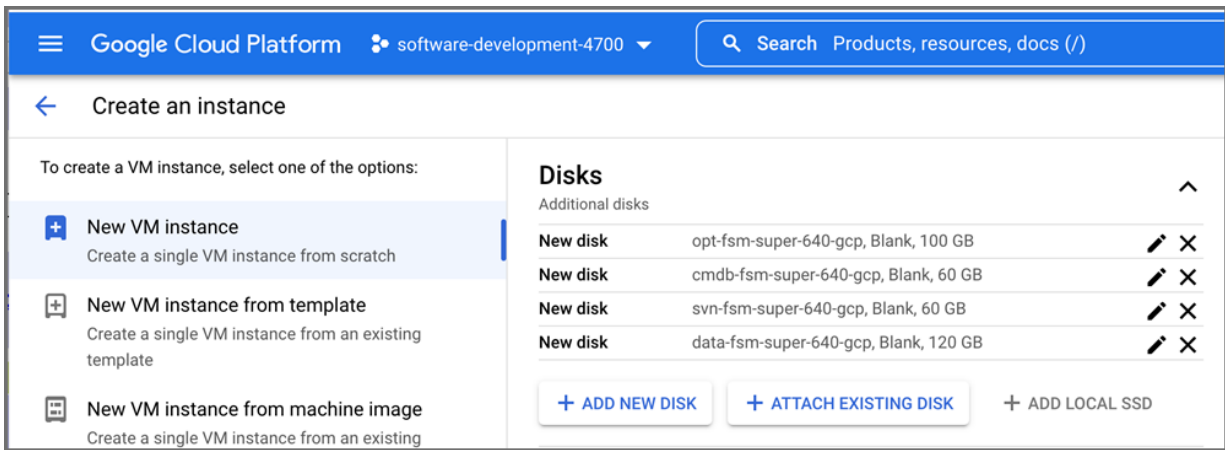 Google Cloud Platform
software-development-4700
Search Products, resources, docs (/)
Create an instance
To create a VM instance, select one of the options:
New VM instance
Create a single VM instance from scratch
New VM instance from template
Create a single VM instance from an existing
template
New VM instance from machine image
Create a single VM instance from an existing
Disks
Additional disks
New disk opt-fsm-super-640-gcp, Blank, 100 GB
New disk cmdb-fsm-super-640-gcp, Blank, 60 GB
New disk svn-fsm-super-640-gcp, Blank, 60 GB
New disk data-fsm-super-640-gcp, Blank, 120 GB
+ ADD NEW DISK
+ ATTACH EXISTING DISK
+ ADD LOCAL SSD